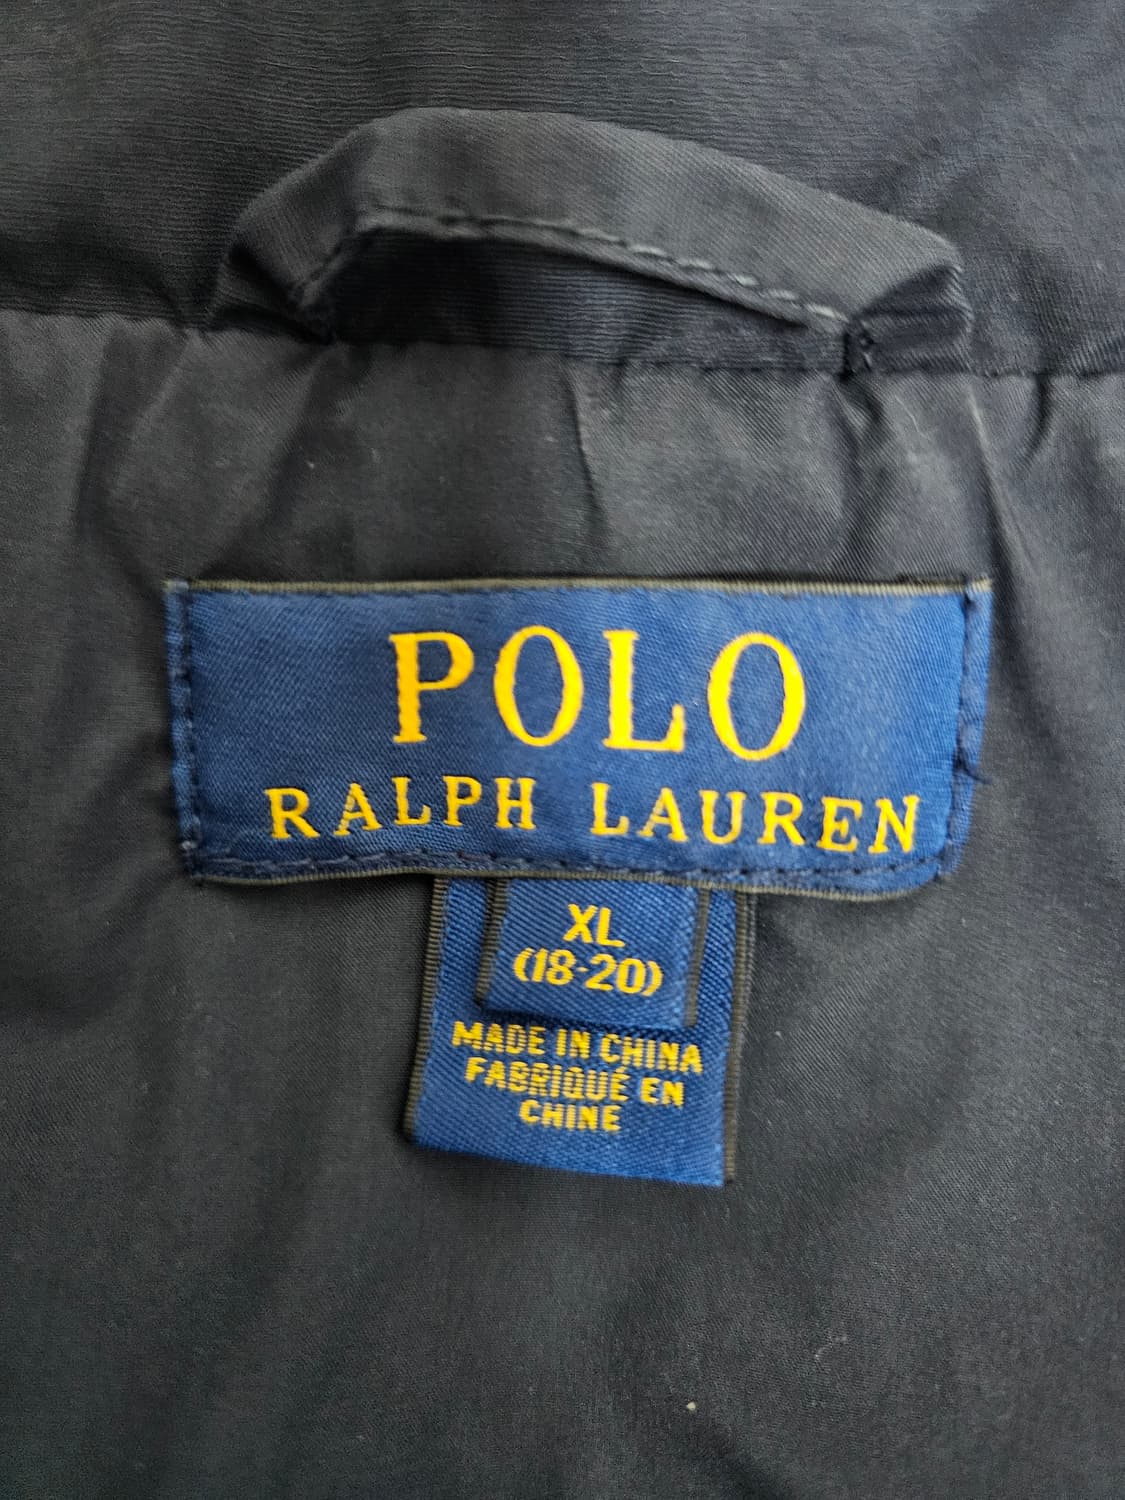 POLO
RALPH LAUREN
XL
(18-20)
MADE IN CHINA
FABRIQUÉ EN
CHINE